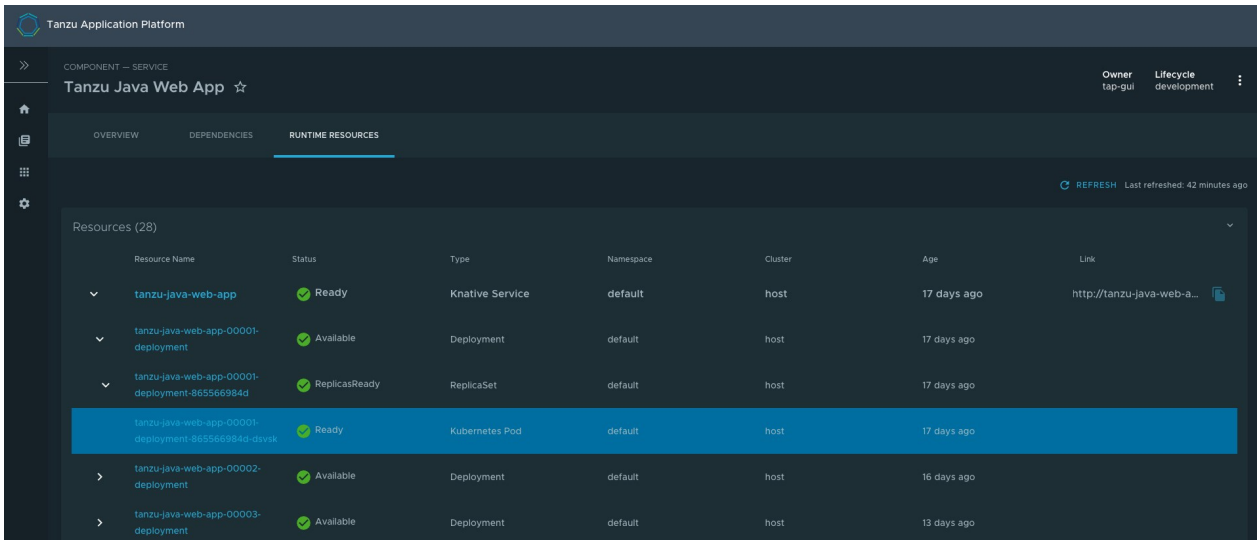 Tanzu Application Platform
COMPONENT — SERVICE
Tanzu Java Web App
Owner Lifecycle
tap-gui development
OVERVIEW DEPENDENCIES RUNTIME RESOURCES
REFRESH Last refreshed: 42 minutes ago
Resources (28)
Resource Name Status Type Namespace Cluster Age Link
tanzu-java-web-app Ready Knative Service default host 17 days ago http://tanzu-java-web-a...
tanzu-java-web-app-00001-
deployment Available Deployment default host 17 days ago
tanzu-java-web-app-00001-
deployment-865566984d ReplicasReady ReplicaSet default host 17 days ago
tanzu-java-web-app-00001-
deployment-865566984d-dsvsk Ready Kubernetes Pod default host 17 days ago
tanzu-java-web-app-00002-
deployment Available Deployment default host 16 days ago
tanzu-java-web-app-00003-
deployment Available Deployment default host 13 days ago